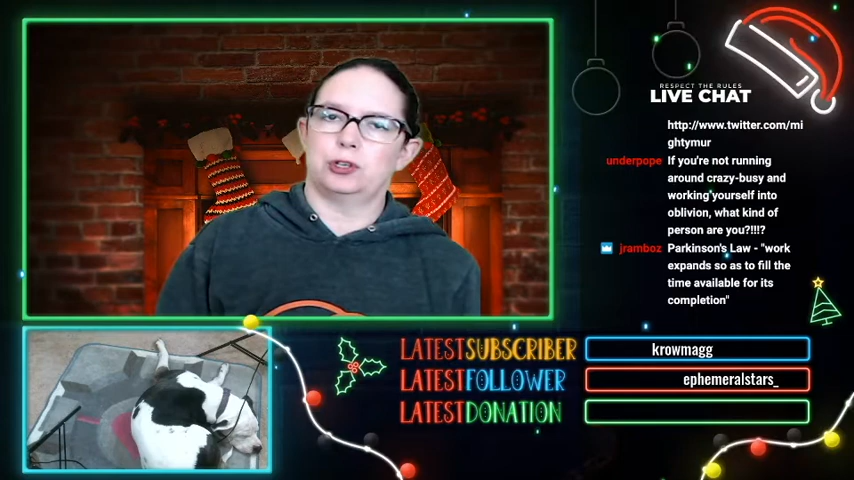 RESPECT THE RULES
LIVE CHAT
http://www.twitter.com/mi
ghtymur
underpope If you're not running
around crazy-busy and
working yourself into
oblivion, what kind of
person are you?!!!?
jramboz Parkinson's Law - "work
expands so as to fill the
time available for its
completion"
LATESTSUBSCRIBER krowmagg
LATESTFOLLOWER ephemeralstars_
LATESTDONATION